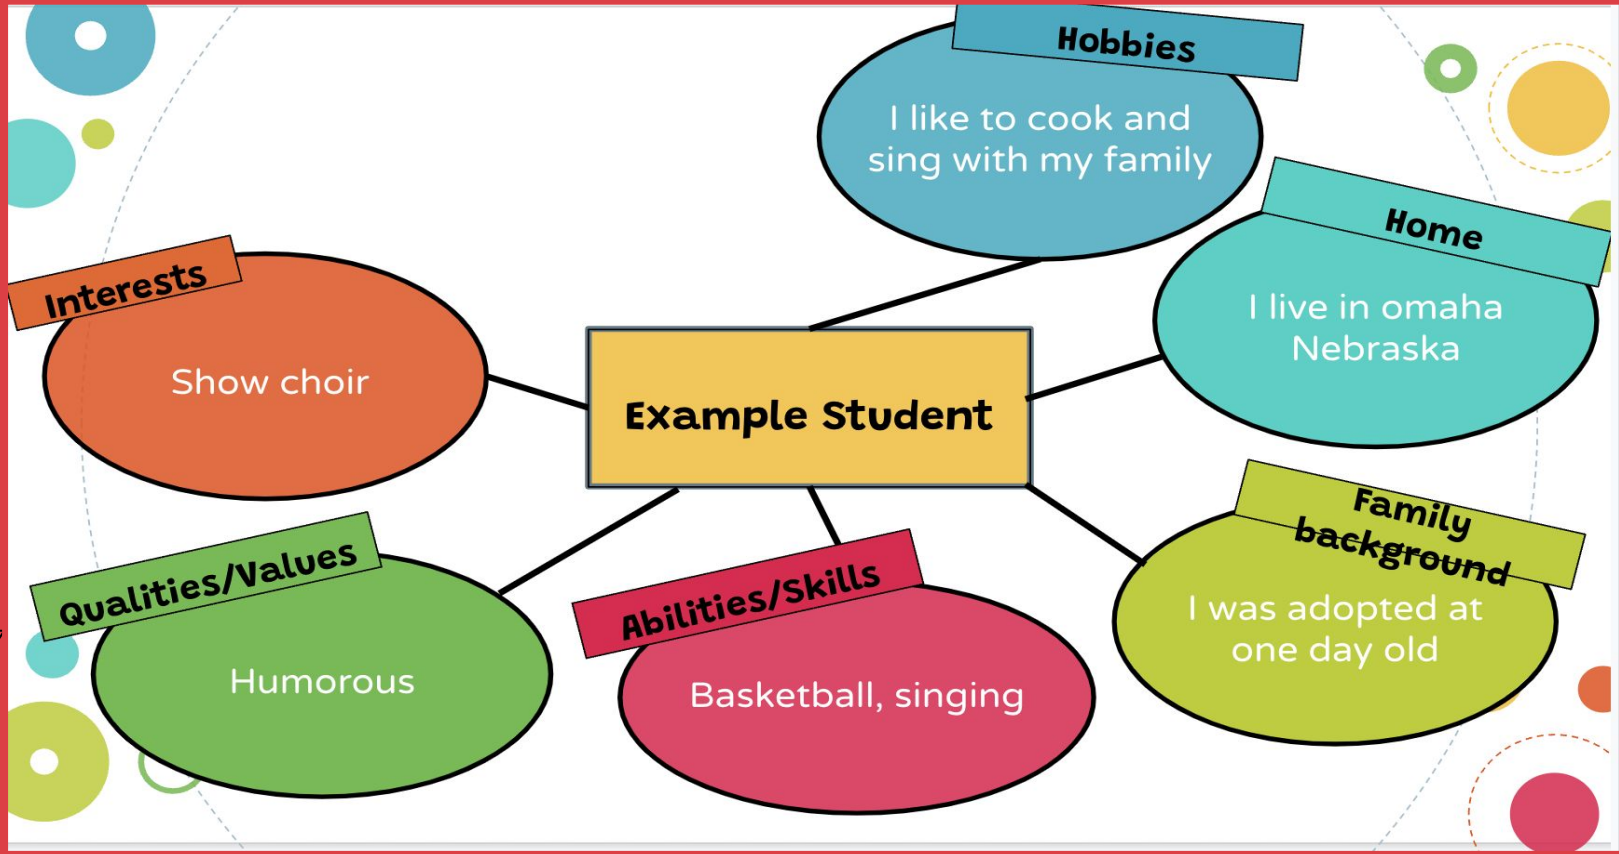 Hobbies
I like to cook and
sing with my family
Home
I live in omaha
Nebraska
Interests
Show choir
Example Student
Family
background
I was adopted at
one day old
Qualities/Values
Humorous
Abilities/Skills
Basketball, singing